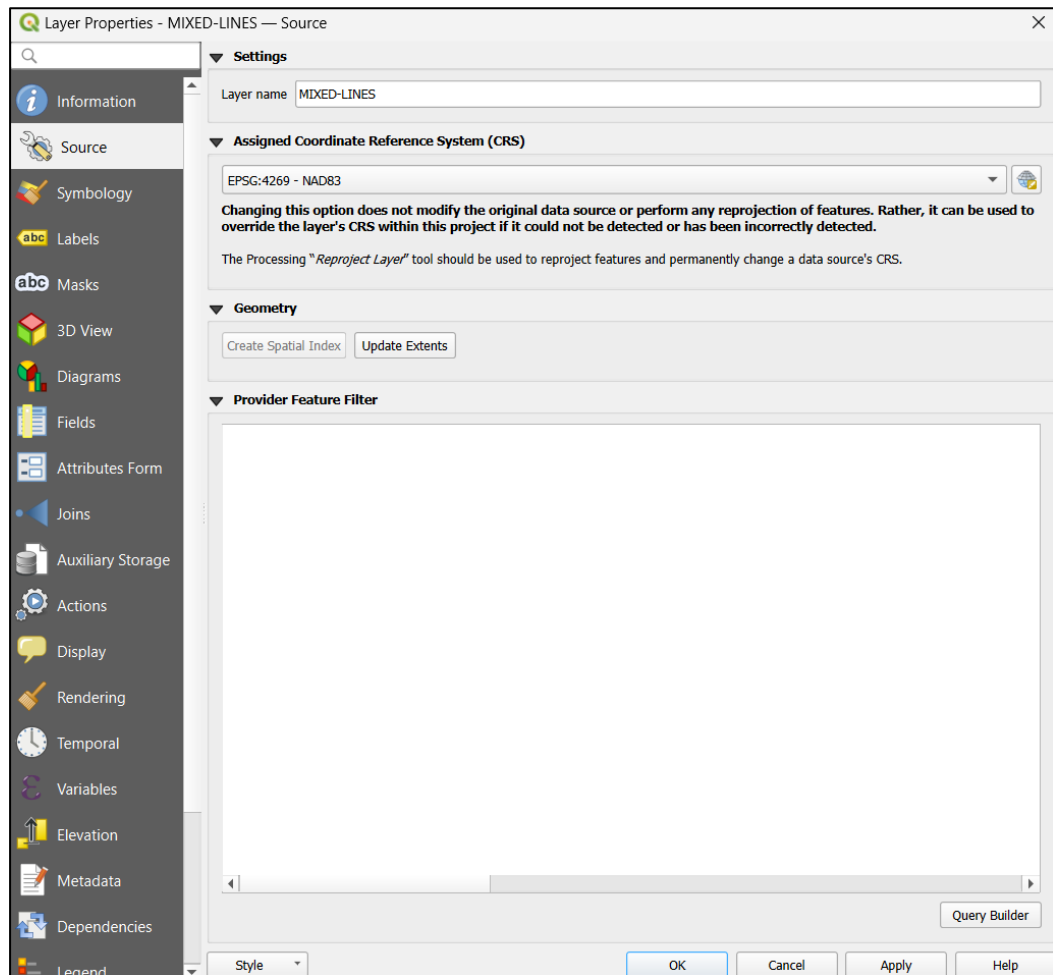 Layer Properties - MIXED-LINES — Source
Information
Source
Symbology
abc Labels
abc Masks
3D View
Diagrams
Fields
Attributes Form
Joins
Auxiliary Storage
Actions
Display
Rendering
Temporal
Variables
Elevation
Metadata
Dependencies
Legend
Settings
Layer name MIXED-LINES
Assigned Coordinate Reference System (CRS)
EPSG:4269 - NAD83
Changing this option does not modify the original data source or perform any reprojection of features. Rather, it can be used to
override the layer's CRS within this project if it could not be detected or has been incorrectly detected.
The Processing "Reproject Layer" tool should be used to reproject features and permanently change a data source's CRS.
Geometry
Create Spatial Index Update Extents
Provider Feature Filter
Query Builder
Style OK Cancel Apply Help